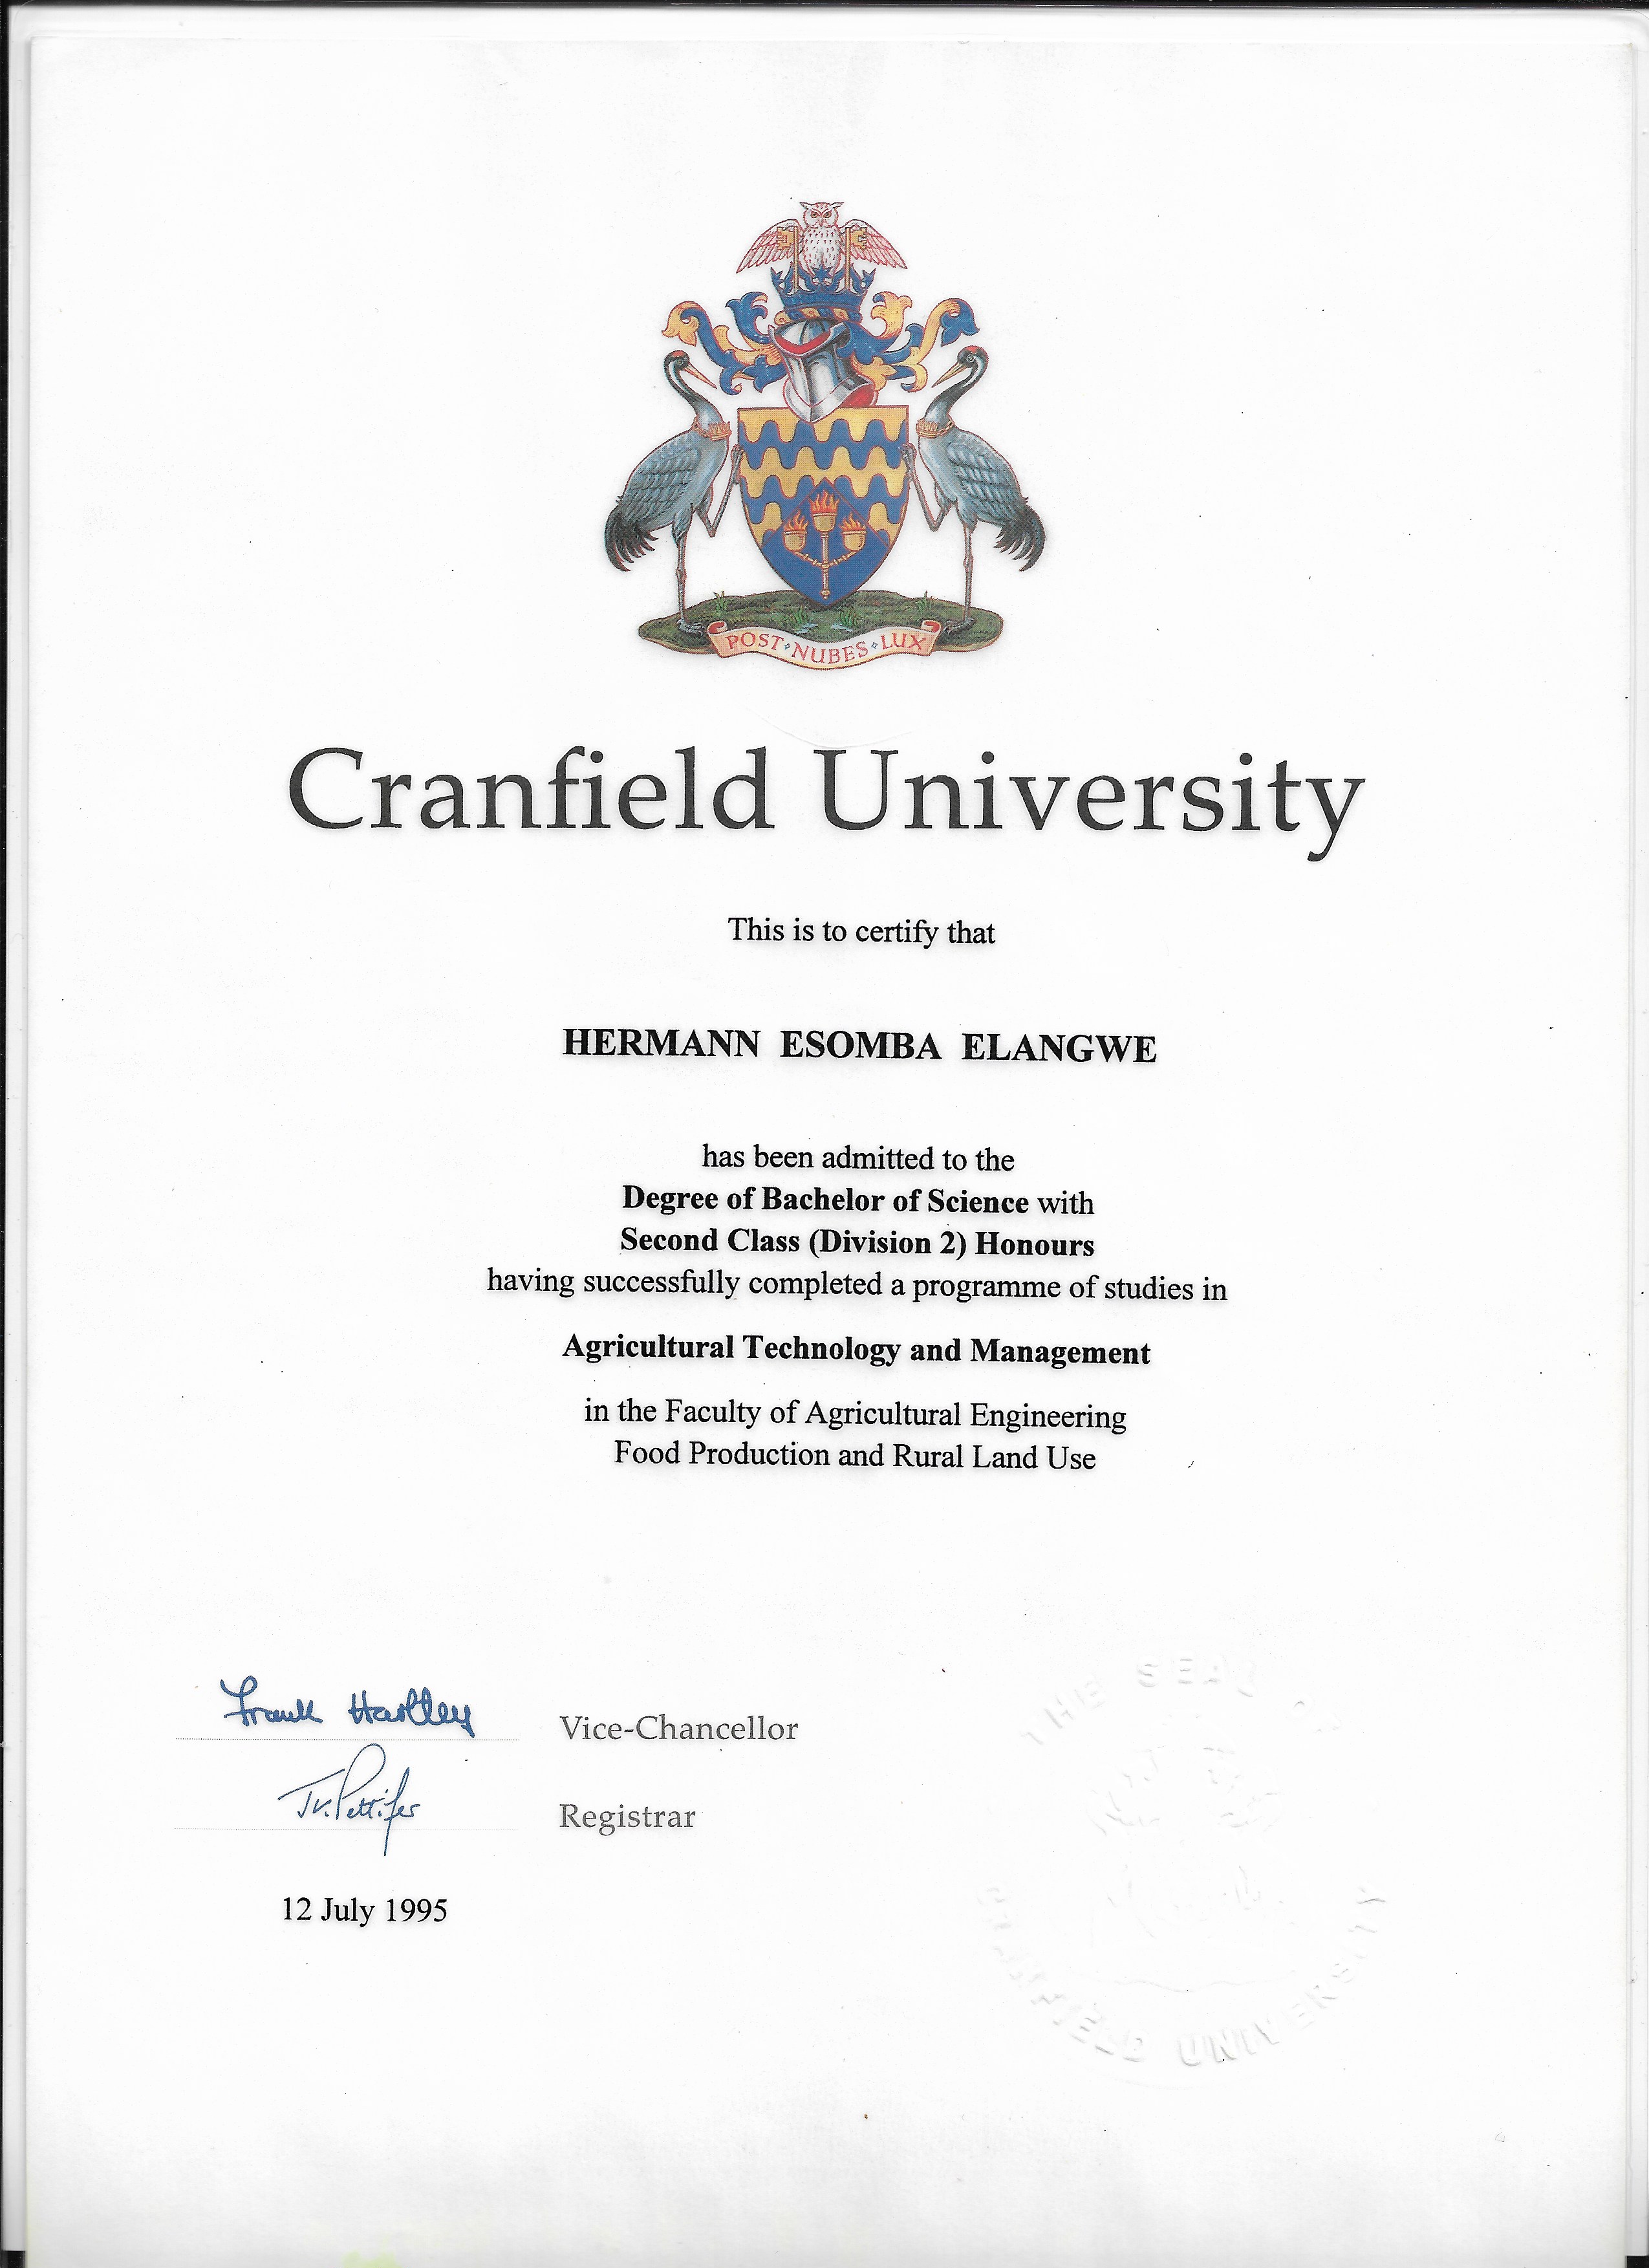 POST · NUBES · LUX
Cranfield University
This is to certify that
HERMANN ESOMBA ELANGWE
has been admitted to the
Degree of Bachelor of Science with
Second Class (Division 2) Honours
having successfully completed a programme of studies in
Agricultural Technology and Management
in the Faculty of Agricultural Engineering
Food Production and Rural Land Use
Frank Hartley Vice-Chancellor
J.V. Pettifer Registrar
12 July 1995
THE SEAL OF
CRANFIELD UNIVERSITY